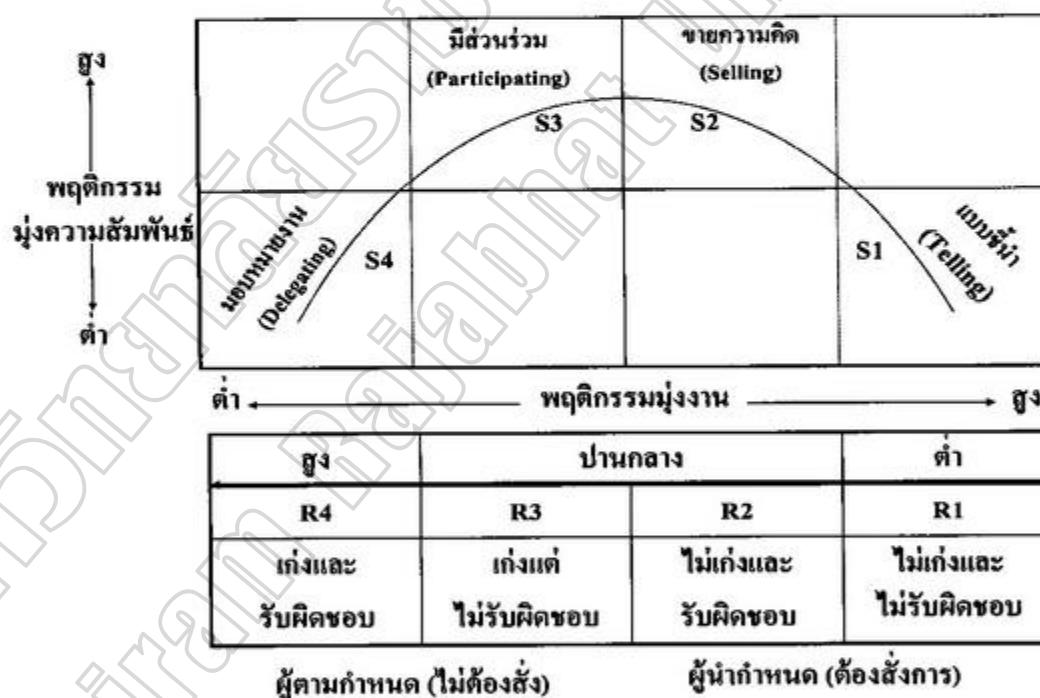 สูง
พฤติกรรม
มุ่งความสัมพันธ์
ต่ำ
มีส่วนร่วม
(Participating)
ขายความคิด
(Selling)
S3
S2
มอบหมายงาน
(Delegating)
S4
S1
แบบชี้นำ
(Telling)
ต่ำ
พฤติกรรมมุ่งงาน
สูง
สูง
ปานกลาง
ต่ำ
R4
R3
R2
R1
เก่งและ
รับผิดชอบ
เก่งแต่
ไม่รับผิดชอบ
ไม่เก่งและ
รับผิดชอบ
ไม่เก่งและ
ไม่รับผิดชอบ
ผู้ตามกำหนด (ไม่ต้องสั่ง)
ผู้นำกำหนด (ต้องสั่งการ)